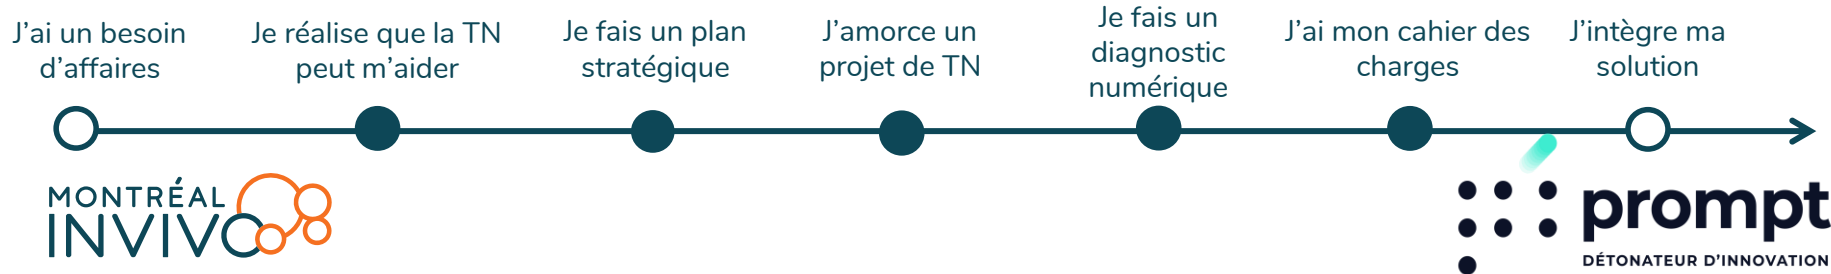 J’ai un besoin
d’affaires
Je réalise que la TN
peut m’aider
Je fais un plan
stratégique
J’amorce un
projet de TN
Je fais un
diagnostic
numérique
J’ai mon cahier des
charges
J’intègre ma
solution
MONTRÉAL
INVIVO
prompt
DÉTONATEUR D’INNOVATION